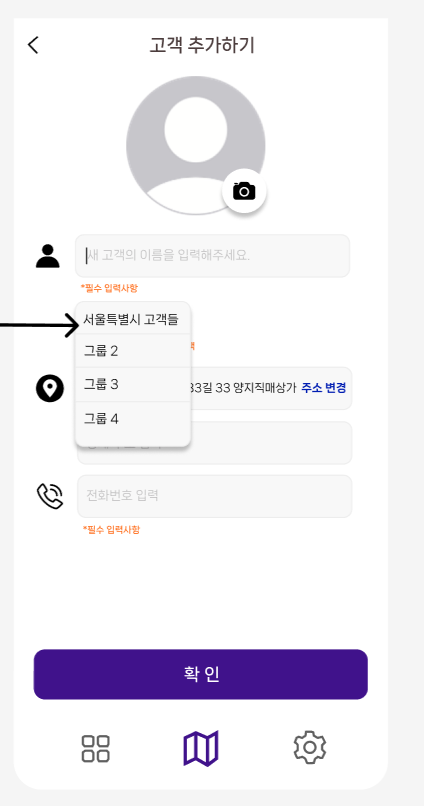 고객 추가하기
새 고객의 이름을 입력해주세요.
*필수 입력사항
서울특별시 고객들
그룹 2
그룹 3
33길 33 양지직매상가 주소 변경
그룹 4
전화번호 입력
*필수 입력사항
확 인